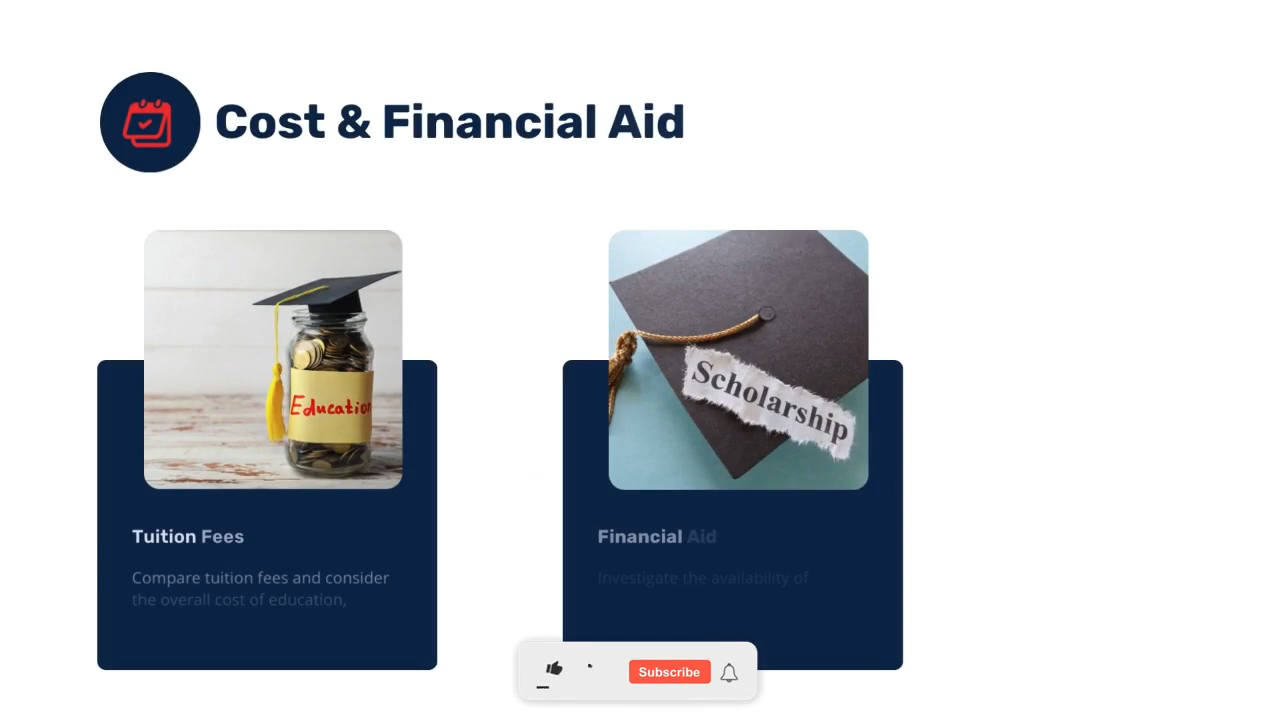 Cost & Financial Aid
Education
Scholarship
Tuition Fees
Compare tuition fees and consider
the overall cost of education,
Financial Aid
Investigate the availability of
Subscribe